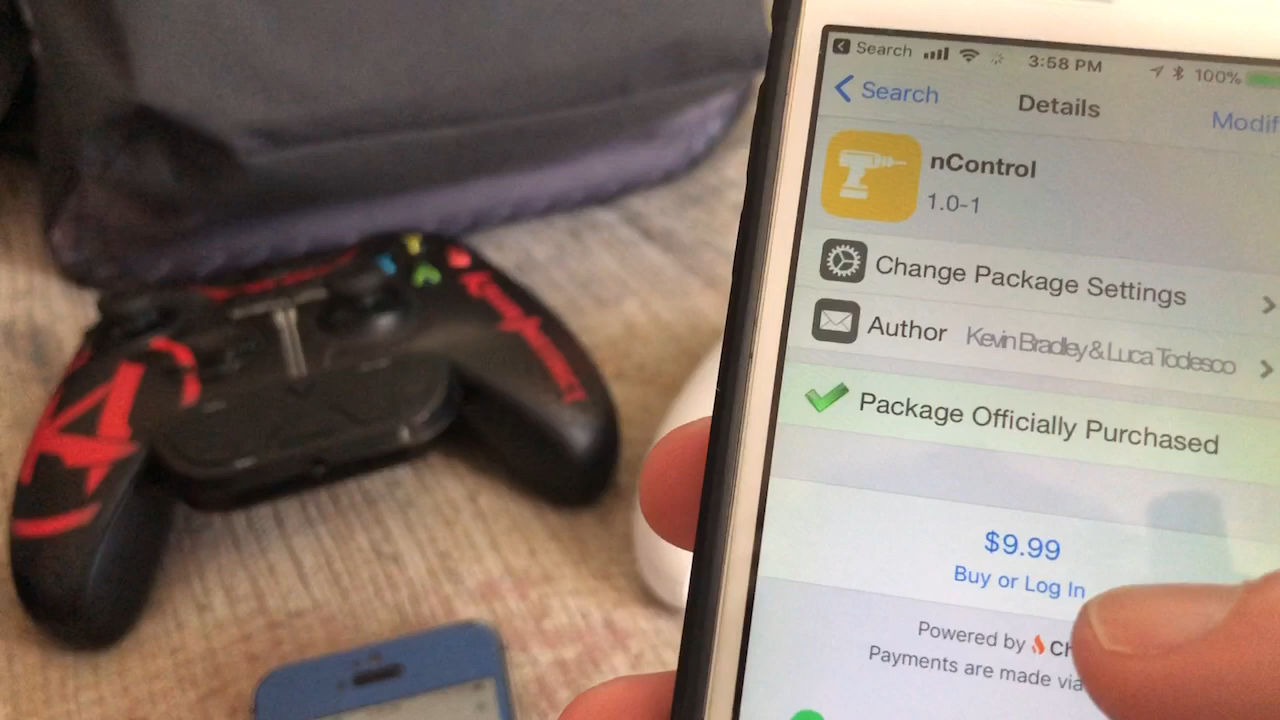 Search 3:58 PM 100%
Search Details Modif
nControl
1.0-1
Change Package Settings
Author Kevin Bradley & Luca Todesco
Package Officially Purchased
$9.99
Buy or Log In
Powered by
Payments are made via